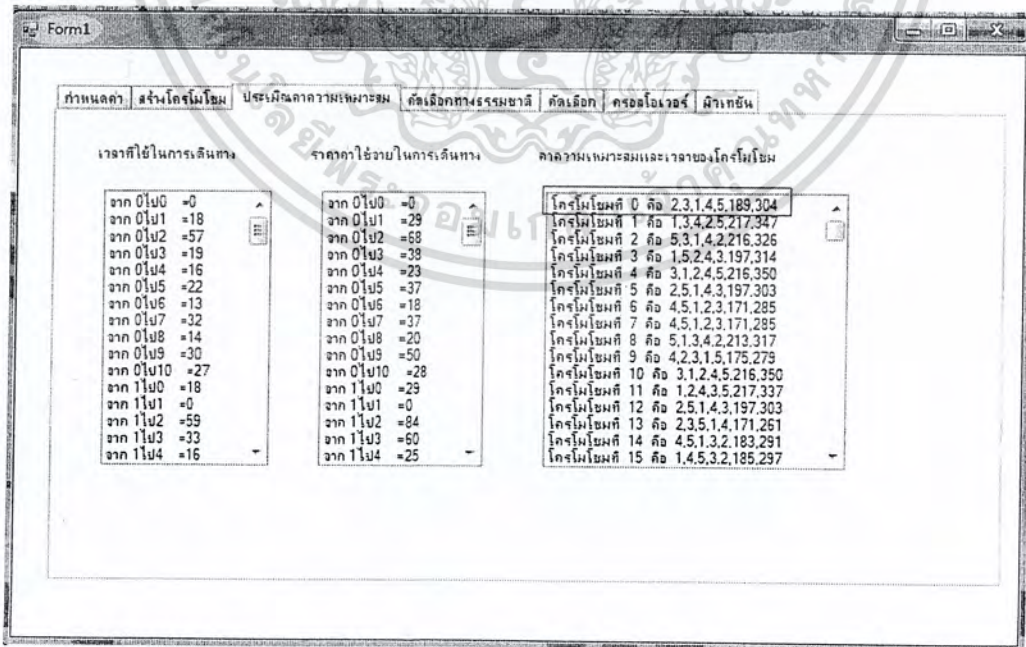 Form1
กำหนดค่า สร้างโครโมโซม ประเมินค่าความเหมาะสม คัดเลือกทางธรรมชาติ คัดเลือก ครอสโอเวอร์ มิวเทชัน
เวลาที่ใช้ในการเดินทาง ราคาค่าใช้จ่ายในการเดินทาง ค่าความเหมาะสมและเวลาของโครโมโซม
จาก 0ไป0 =0
จาก 0ไป1 =18
จาก 0ไป2 =57
จาก 0ไป3 =19
จาก 0ไป4 =16
จาก 0ไป5 =22
จาก 0ไป6 =13
จาก 0ไป7 =32
จาก 0ไป8 =14
จาก 0ไป9 =30
จาก 0ไป10 =27
จาก 1ไป0 =18
จาก 1ไป1 =0
จาก 1ไป2 =59
จาก 1ไป3 =33
จาก 1ไป4 =16
จาก 0ไป0 =0
จาก 0ไป1 =29
จาก 0ไป2 =68
จาก 0ไป3 =38
จาก 0ไป4 =23
จาก 0ไป5 =37
จาก 0ไป6 =18
จาก 0ไป7 =37
จาก 0ไป8 =20
จาก 0ไป9 =50
จาก 0ไป10 =28
จาก 1ไป0 =29
จาก 1ไป1 =0
จาก 1ไป2 =84
จาก 1ไป3 =60
จาก 1ไป4 =25
โครโมโซมที่ 0 คือ 2,3,1,4,5,189,304
โครโมโซมที่ 1 คือ 1,3,4,2,5,217,347
โครโมโซมที่ 2 คือ 5,3,1,4,2,216,326
โครโมโซมที่ 3 คือ 1,5,2,4,3,197,314
โครโมโซมที่ 4 คือ 3,1,2,4,5,216,350
โครโมโซมที่ 5 คือ 2,5,1,4,3,197,303
โครโมโซมที่ 6 คือ 4,5,1,2,3,171,285
โครโมโซมที่ 7 คือ 4,5,1,2,3,171,285
โครโมโซมที่ 8 คือ 5,1,3,4,2,213,317
โครโมโซมที่ 9 คือ 4,2,3,1,5,175,279
โครโมโซมที่ 10 คือ 3,1,2,4,5,216,350
โครโมโซมที่ 11 คือ 1,2,4,3,5,217,337
โครโมโซมที่ 12 คือ 2,5,1,4,3,197,303
โครโมโซมที่ 13 คือ 2,3,5,1,4,171,261
โครโมโซมที่ 14 คือ 4,5,1,3,2,183,291
โครโมโซมที่ 15 คือ 1,4,5,3,2,185,297